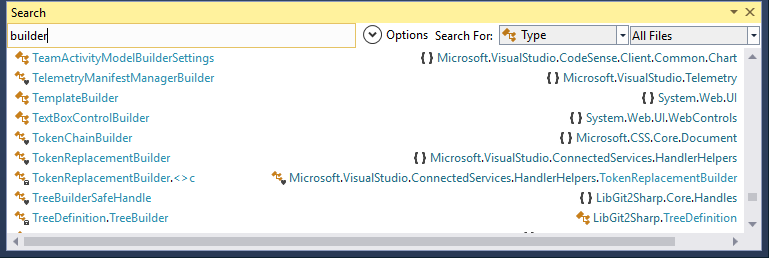 Search
builder Options Search For: Type All Files
TeamActivityModelBuilderSettings {} Microsoft.VisualStudio.CodeSense.Client.Common.Chart
TelemetryManifestManagerBuilder {} Microsoft.VisualStudio.Telemetry
TemplateBuilder {} System.Web.UI
TextBoxControlBuilder {} System.Web.UI.WebControls
TokenChainBuilder {} Microsoft.CSS.Core.Document
TokenReplacementBuilder {} Microsoft.VisualStudio.ConnectedServices.HandlerHelpers
TokenReplacementBuilder.<>c Microsoft.VisualStudio.ConnectedServices.HandlerHelpers.TokenReplacementBuilder
TreeBuilderSafeHandle {} LibGit2Sharp.Core.Handles
TreeDefinition.TreeBuilder LibGit2Sharp.TreeDefinition